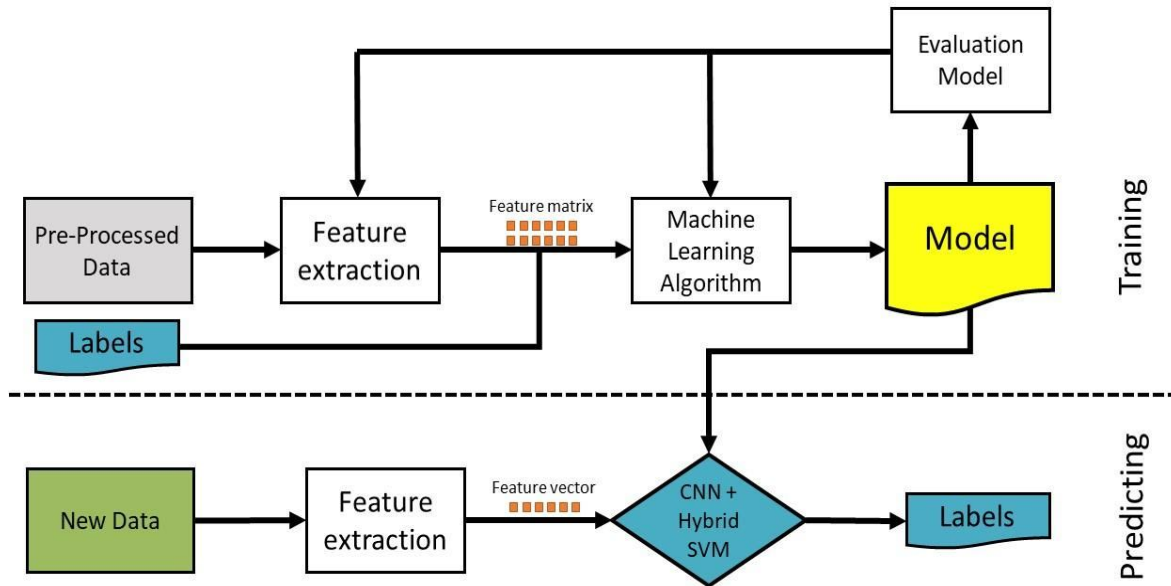 Evaluation
Model
Feature matrix
Pre-Processed
Data
Feature
extraction
Machine
Learning
Algorithm
Model
Training
Labels
New Data
Feature
extraction
Feature vector
CNN +
Hybrid
SVM
Labels
Predicting